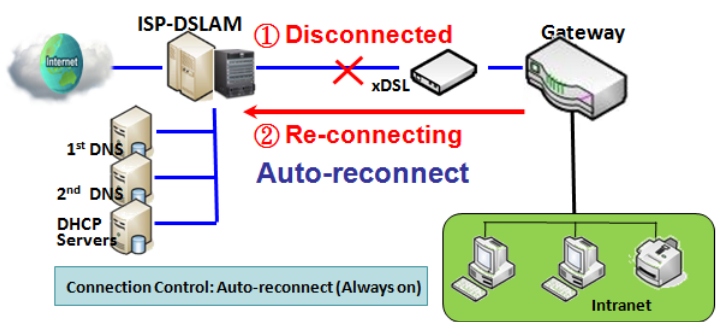 ISP-DSLAM
① Disconnected
Gateway
Internet
xDSL
② Re-connecting
1st DNS
Auto-reconnect
2nd DNS
DHCP
Servers
Connection Control: Auto-reconnect (Always on)
Intranet